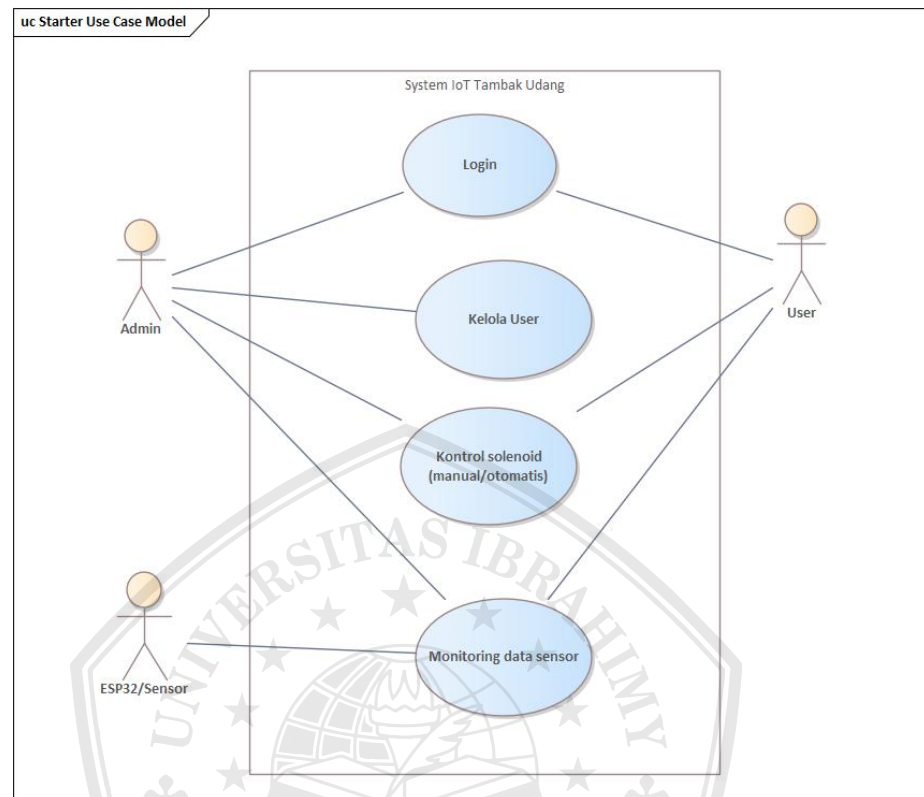 uc Starter Use Case Model
System IoT Tambak Udang
Login
Admin
User
Kelola User
Kontrol solenoid
(manual/otomatis)
ESP32/Sensor
Monitoring data sensor
UNIVERSITAS IBRAHIMY